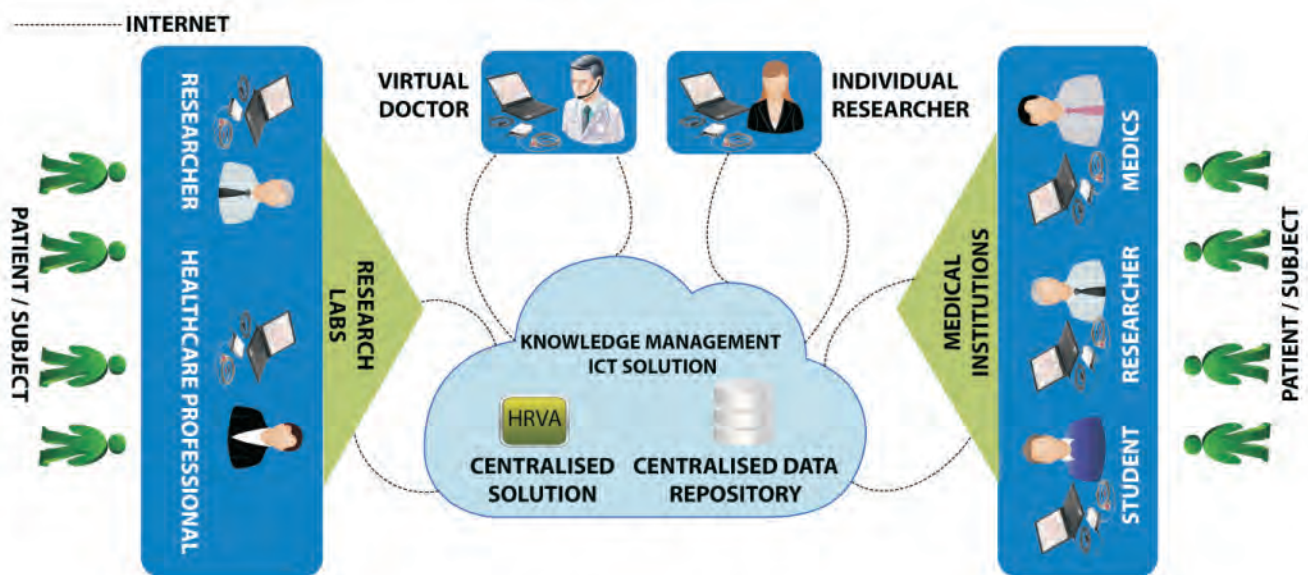 INTERNET
PATIENT / SUBJECT
RESEARCHER
HEALTHCARE PROFESSIONAL
RESEARCH
LABS
VIRTUAL
DOCTOR
INDIVIDUAL
RESEARCHER
KNOWLEDGE MANAGEMENT
ICT SOLUTION
HRVA
CENTRALISED
SOLUTION
CENTRALISED DATA
REPOSITORY
MEDICAL
INSTITUTIONS
MEDICS
RESEARCHER
STUDENT
PATIENT / SUBJECT